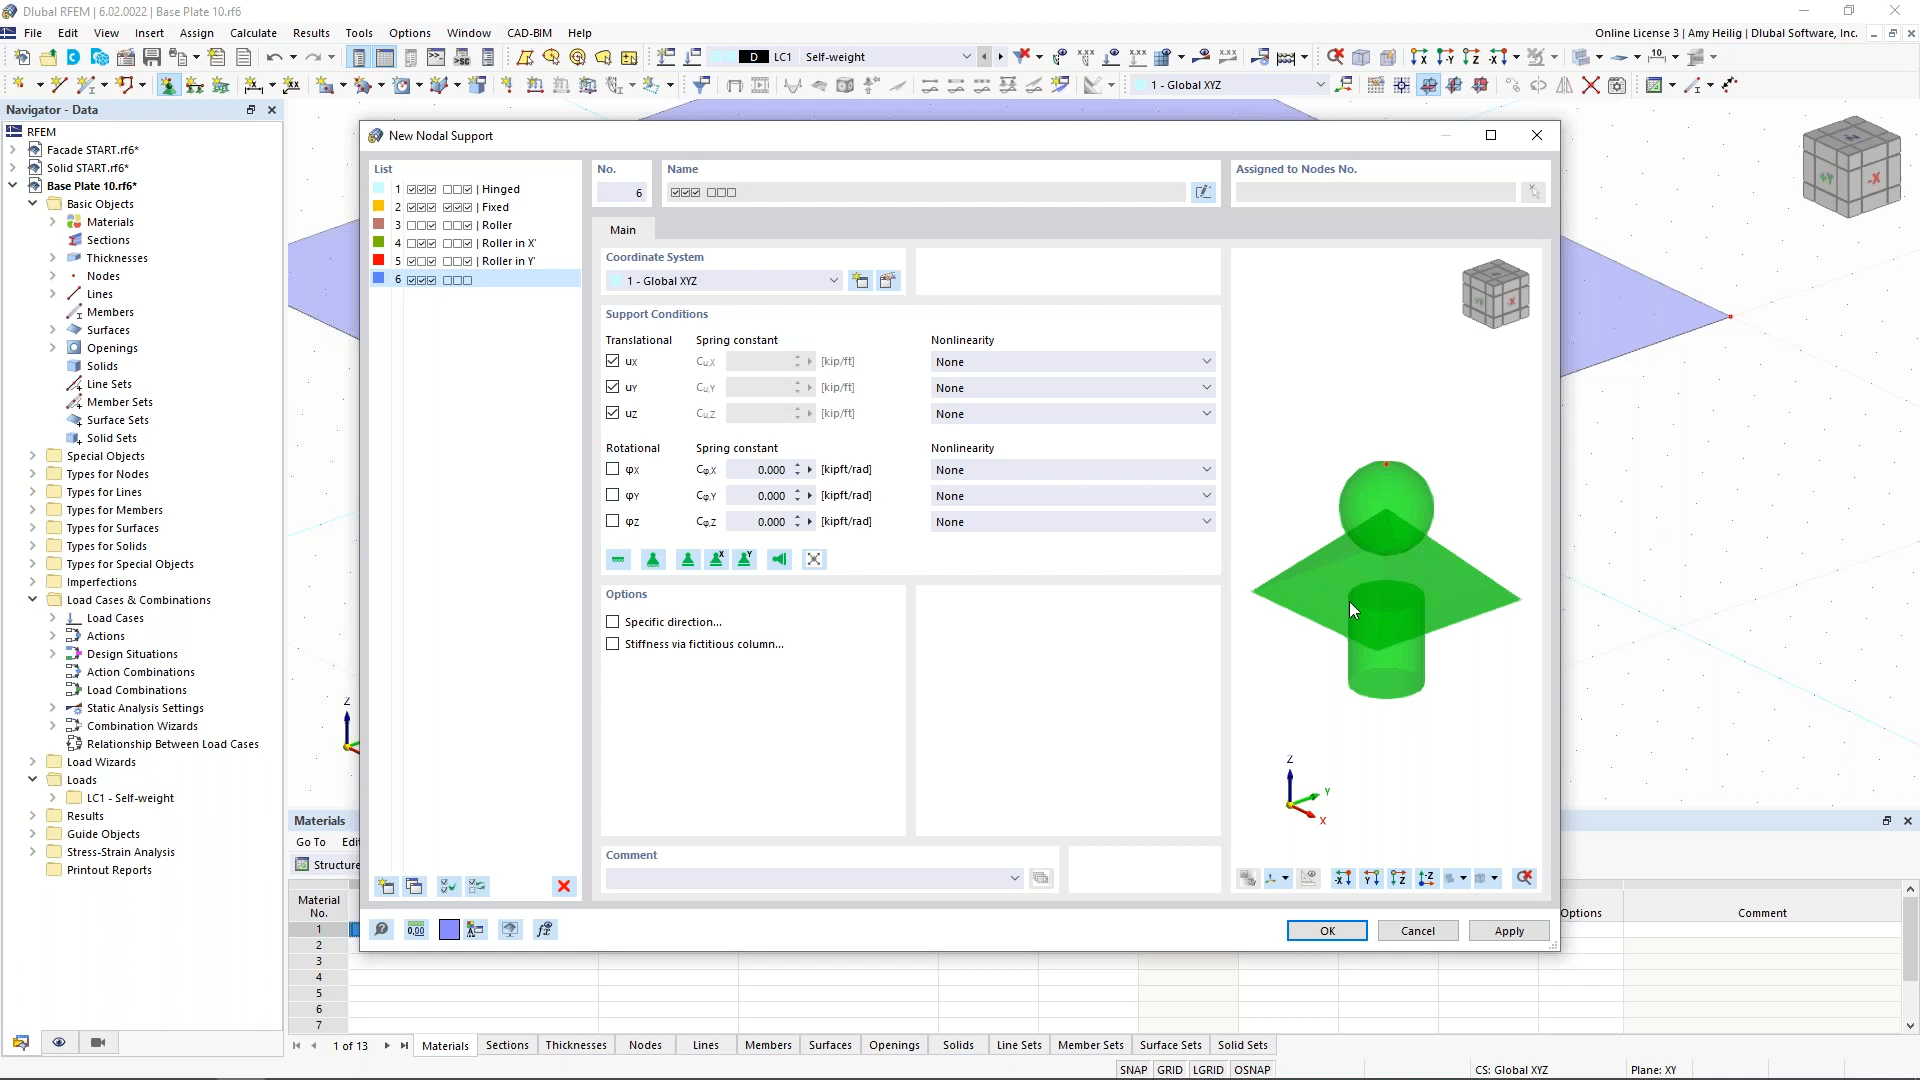 Dlubal RFEM | 6.02.0022 | Base Plate 10.rf6
File Edit View Insert Assign Calculate Results Tools Options Window CAD-BIM Help
Online License 3 | Amy Heilig | Dlubal Software, Inc.
D LC1 Self-weight
1 - Global XYZ
Navigator - Data
RFEM
Facade START.rf6*
Solid START.rf6*
Base Plate 10.rf6*
Basic Objects
Materials
Sections
Thicknesses
Nodes
Lines
Members
Surfaces
Openings
Solids
Line Sets
Member Sets
Surface Sets
Solid Sets
Special Objects
Types for Nodes
Types for Lines
Types for Members
Types for Surfaces
Types for Solids
Types for Special Objects
Imperfections
Load Cases & Combinations
Load Cases
Actions
Design Situations
Action Combinations
Load Combinations
Static Analysis Settings
Combination Wizards
Relationship Between Load Cases
Load Wizards
Loads
LC1 - Self-weight
Results
Guide Objects
Stress-Strain Analysis
Printout Reports
New Nodal Support
List
1 | Hinged
2 | Fixed
3 | Roller
4 | Roller in X'
5 | Roller in Y'
6
No.
6
Name
Assigned to Nodes No.
Main
Coordinate System
1 - Global XYZ
Support Conditions
Translational Spring constant Nonlinearity
uX Cu,X [kip/ft] None
uY Cu,Y [kip/ft] None
uZ Cu,Z [kip/ft] None
Rotational Spring constant Nonlinearity
φX Cφ,X 0.000 [kipft/rad] None
φY Cφ,Y 0.000 [kipft/rad] None
φZ Cφ,Z 0.000 [kipft/rad] None
X Y
Options
Specific direction...
Stiffness via fictitious column...
Comment
Z
Y
X
OK Cancel Apply
Z
Materials
Go To Edi
Structure
Material
No.
Options
Comment
1
2
3
4
5
6
7
1 of 13 Materials Sections Thicknesses Nodes Lines Members Surfaces Openings Solids Line Sets Member Sets Surface Sets Solid Sets
SNAP GRID LGRID OSNAP CS: Global XYZ Plane: XY